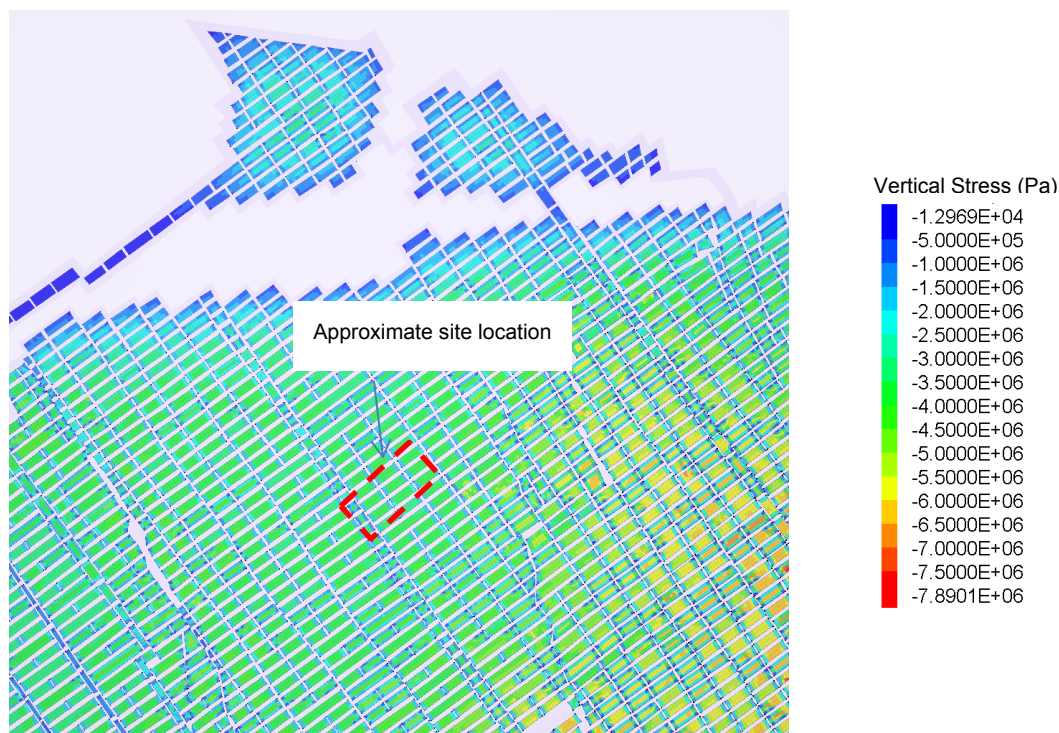 Approximate site location
Vertical Stress (Pa)
-1.2969E+04
-5.0000E+05
-1.0000E+06
-1.5000E+06
-2.0000E+06
-2.5000E+06
-3.0000E+06
-3.5000E+06
-4.0000E+06
-4.5000E+06
-5.0000E+06
-5.5000E+06
-6.0000E+06
-6.5000E+06
-7.0000E+06
-7.5000E+06
-7.8901E+06